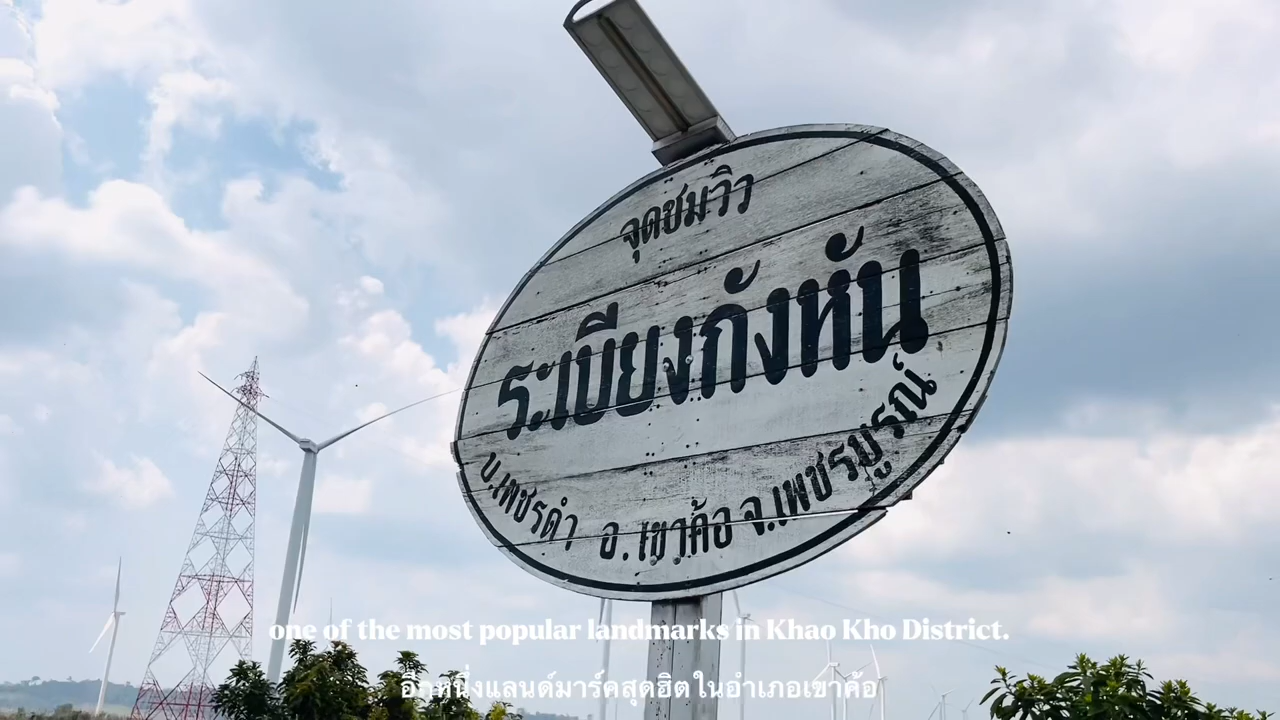 จุดชมวิว
ระเบียงกังหัน
บ.เพชรดำ อ.เขาค้อ จ.เพชรบูรณ์
one of the most popular landmarks in Khao Kho District.
อีกหนึ่งแลนด์มาร์คสุดฮิตในอำเภอเขาค้อ